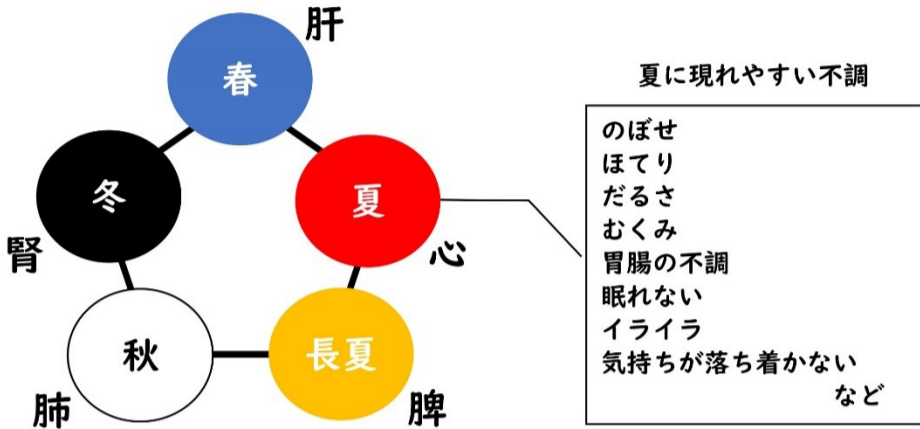 肝
春
夏
心
長夏
脾
秋
肺
冬
腎
夏に現れやすい不調
のぼせ
ほてり
だるさ
むくみ
胃腸の不調
眠れない
イライラ
気持ちが落ち着かない
など